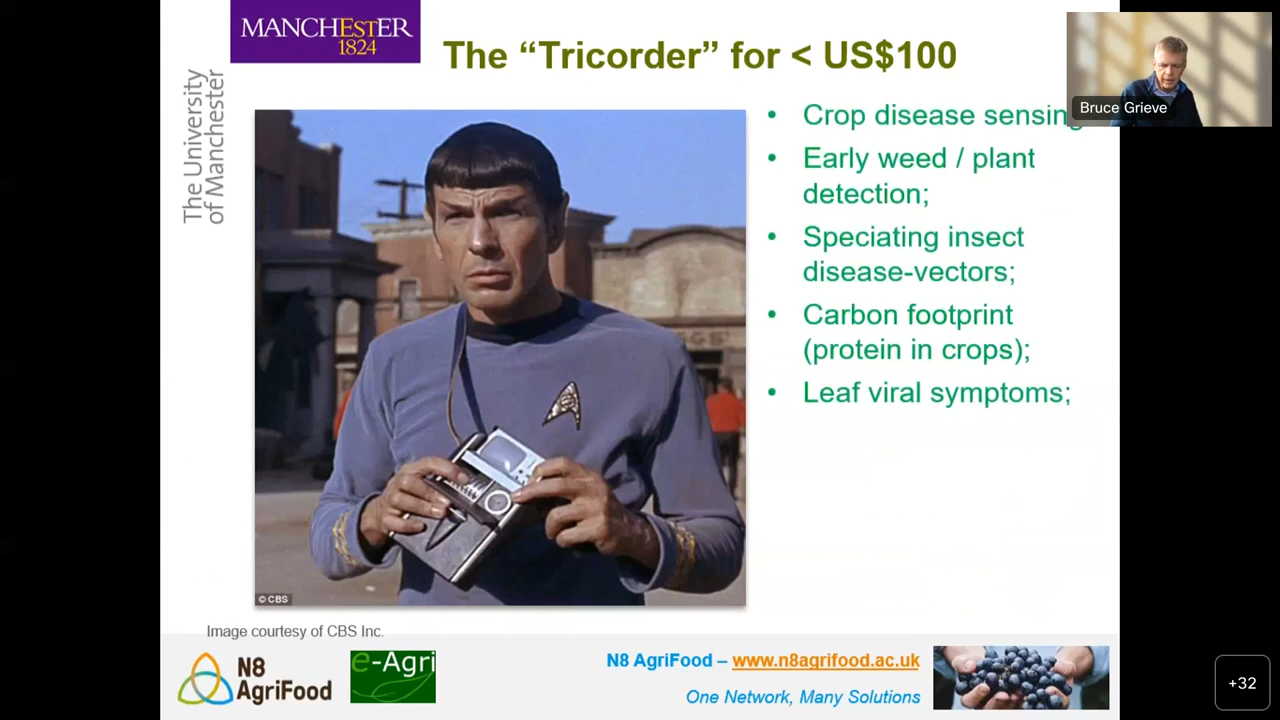 MANCHESTER
1824
The University
of Manchester
The “Tricorder” for < US$100
Bruce Grieve
• Crop disease sensing
• Early weed / plant
detection;
• Speciating insect
disease-vectors;
• Carbon footprint
(protein in crops);
• Leaf viral symptoms;
© CBS
Image courtesy of CBS Inc.
N8
AgriFood
e-Agri
N8 AgriFood – www.n8agrifood.ac.uk
One Network, Many Solutions
+32